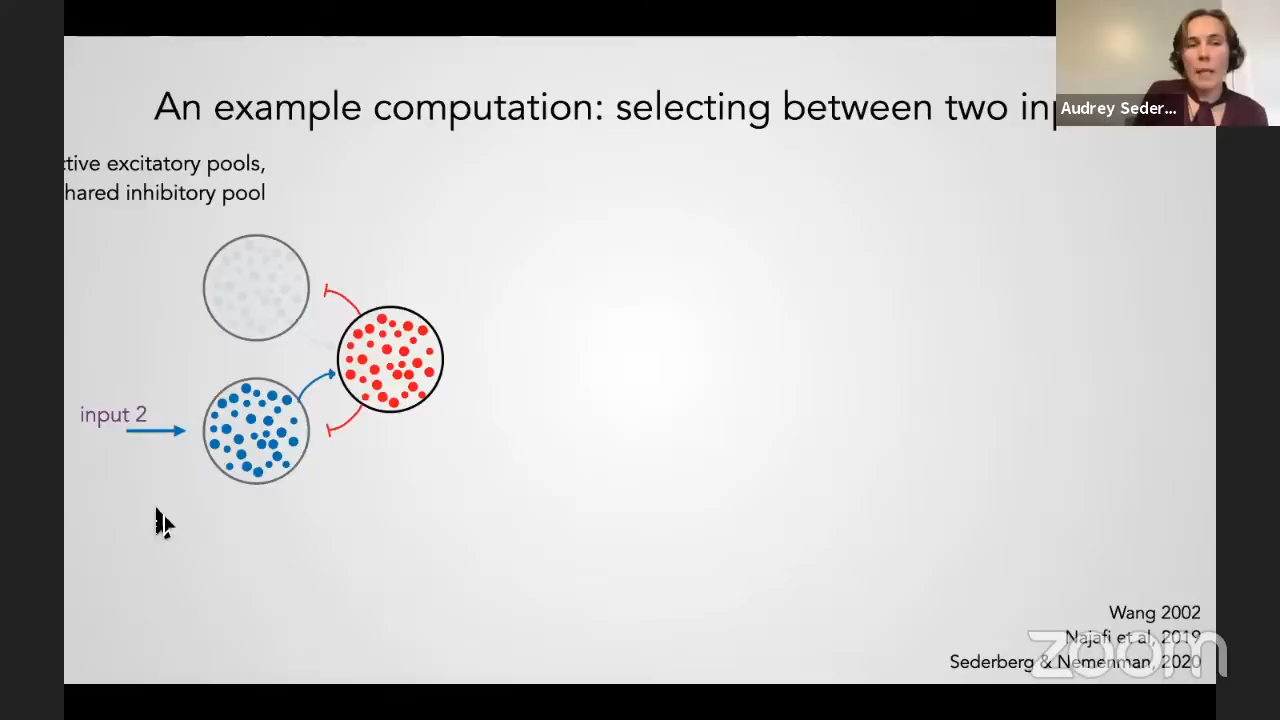 An example computation: selecting between two inp
Audrey Seder...
ctive excitatory pools,
hared inhibitory pool
input 2
Wang 2002
Najafi et al, 2019
Sederberg & Nemenman, 2020
zoom